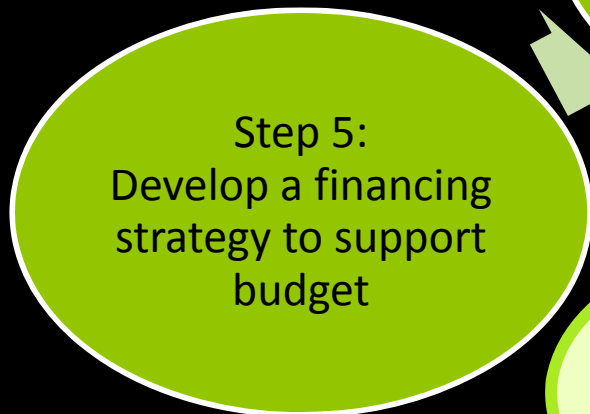 Step 5:
Develop a financing
strategy to support
budget